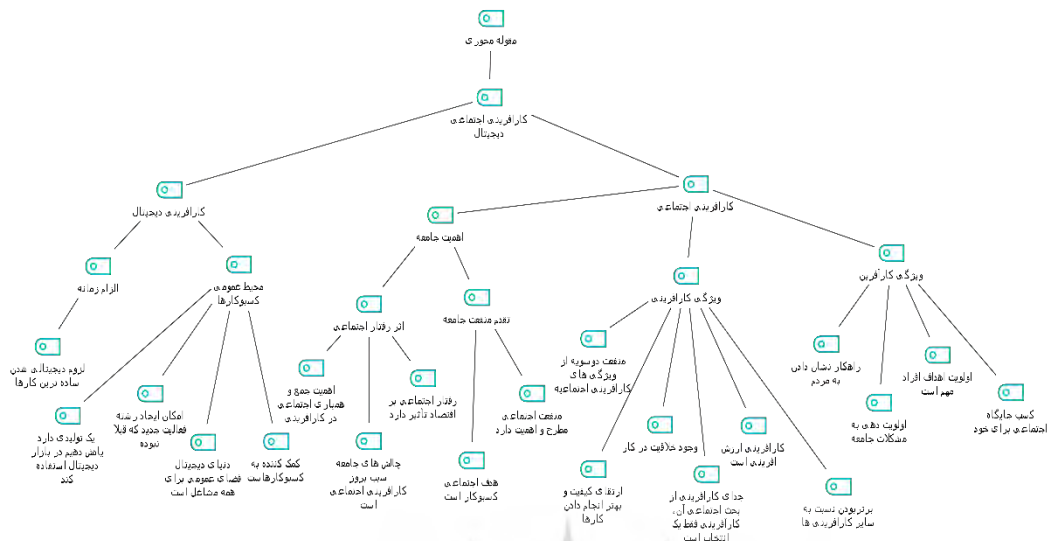 مقوله محوری
کارآفرینی اجتماعی
دیجیتال
کارآفرینی دیجیتال
کارآفرینی اجتماعی
اهمیت جامعه
ویژگی کارآفرین
الزام زمانه
محیط عمومی
کسبوکارها
ویژگی کارآفرینی
اثر رفتار اجتماعی
تقدم منفعت جامعه
لزوم دیجیتالی شدن
ساده ترین کارها
منفعت دوسویه از
ویژگی های
کارآفرینی اجتماعیه
راهکار نشان دادن
به مردم
اولویت اهداف افراد
مهم است
کسب جایگاه
اجتماعی برای خود
اهمیت جمع و
همیاری اجتماعی
در کارآفرینی
رفتار اجتماعی بر
اقتصاد تأثیر دارد
منفعت اجتماعی
مطرح و اهمیت دارد
یک تولیدی دارد
یادش دهیم در بازار
دیجیتال استفاده
کند
امکان ایجاد رشته
فعالیت جدید که قبلا
نبوده
دنیای دیجیتال
فضای عمومی برای
همه مشاغل است
کمک کننده به
کسبوکارهاست
چالش های جامعه
سبب بروز
کارآفرینی اجتماعی
است
هدف اجتماعی
کسبوکار است
ارتقای کیفیت و
بهتر انجام دادن
کارها
وجود خلاقیت در کار
جدای کارآفرینی از
بحث اجتماعی آن،
کارآفرینی فقط یک
انتخاب است
کارآفرینی ارزش
آفرینی است
برتربودن نسبت به
سایر کارآفرینی ها
اولویت دهی به
مشکلات جامعه